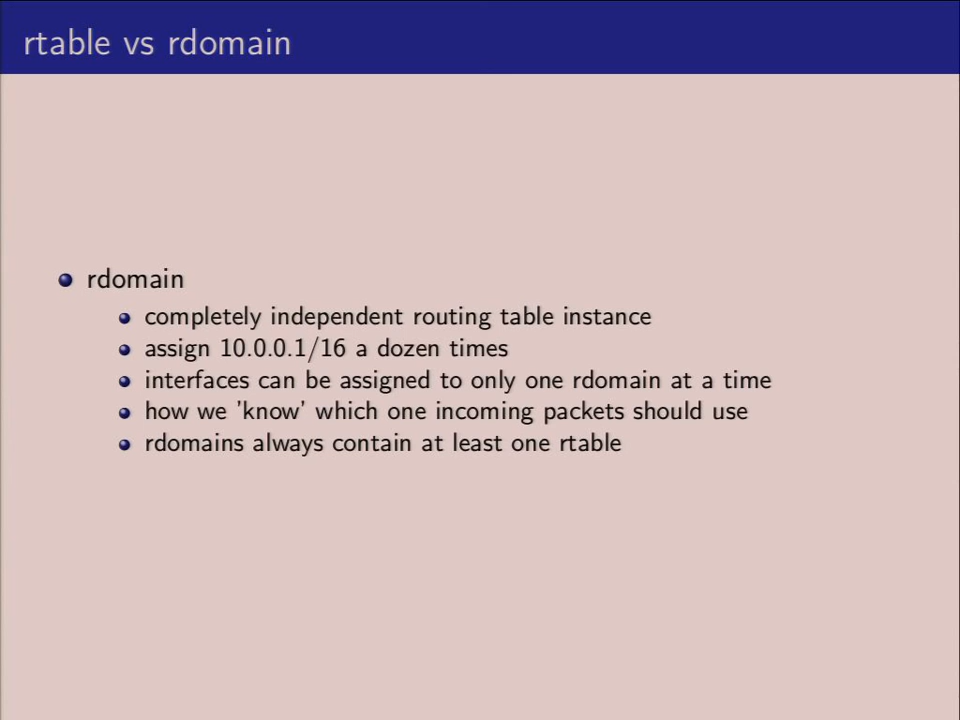 rtable vs rdomain
rdomain
completely independent routing table instance
assign 10.0.0.1/16 a dozen times
interfaces can be assigned to only one rdomain at a time
how we 'know' which one incoming packets should use
rdomains always contain at least one rtable